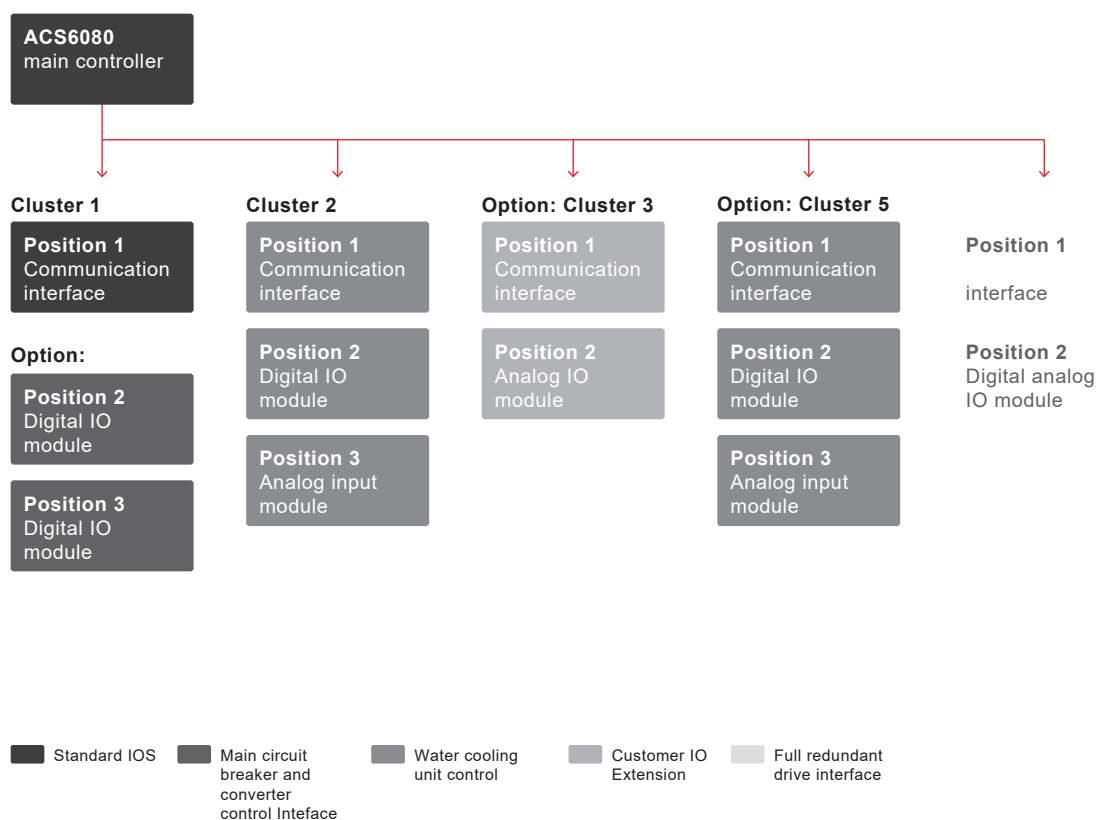 ACS6080
main controller
Cluster 1
Position 1
Communication
interface
Option:
Position 2
Digital IO
module
Position 3
Digital IO
module
Cluster 2
Position 1
Communication
interface
Position 2
Digital IO
module
Position 3
Analog input
module
Option: Cluster 3
Position 1
Communication
interface
Position 2
Analog IO
module
Option: Cluster 5
Position 1
Communication
interface
Position 2
Digital IO
module
Position 3
Analog input
module
Position 1
interface
Position 2
Digital analog
IO module
Standard IOS
Main circuit
breaker and
converter
control Inteface
Water cooling
unit control
Customer IO
Extension
Full redundant
drive interface